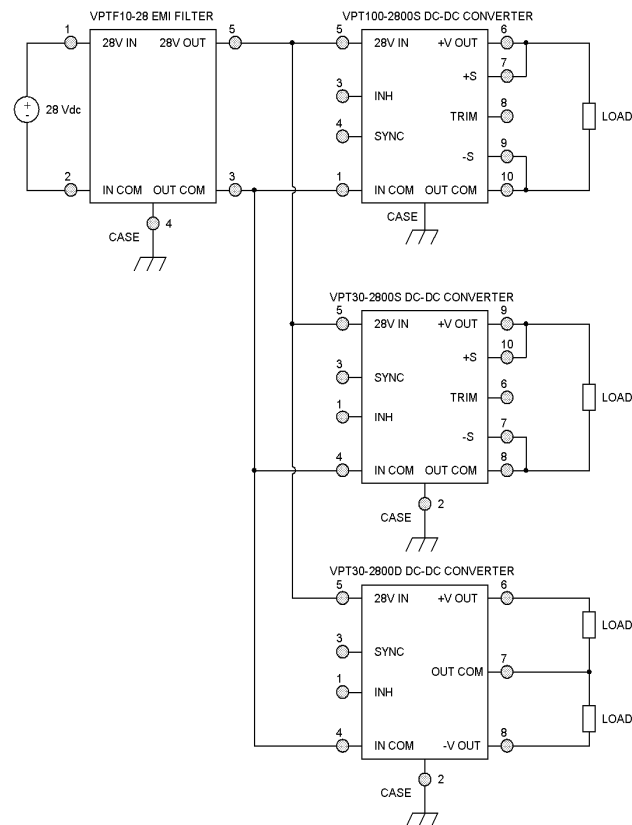 VPTF10-28 EMI FILTER
VPT100-2800S DC-DC CONVERTER
1
28V IN
28V OUT
5
5
28V IN
+V OUT
6
+S
7
3
INH
TRIM
8
LOAD
+
-
28 Vdc
4
SYNC
-S
9
2
IN COM
OUT COM
3
1
IN COM
OUT COM
10
CASE
4
CASE
VPT30-2800S DC-DC CONVERTER
5
28V IN
+V OUT
9
+S
10
3
SYNC
TRIM
6
LOAD
1
INH
-S
7
4
IN COM
OUT COM
8
CASE
2
VPT30-2800D DC-DC CONVERTER
5
28V IN
+V OUT
6
LOAD
3
SYNC
OUT COM
7
1
INH
LOAD
4
IN COM
-V OUT
8
CASE
2